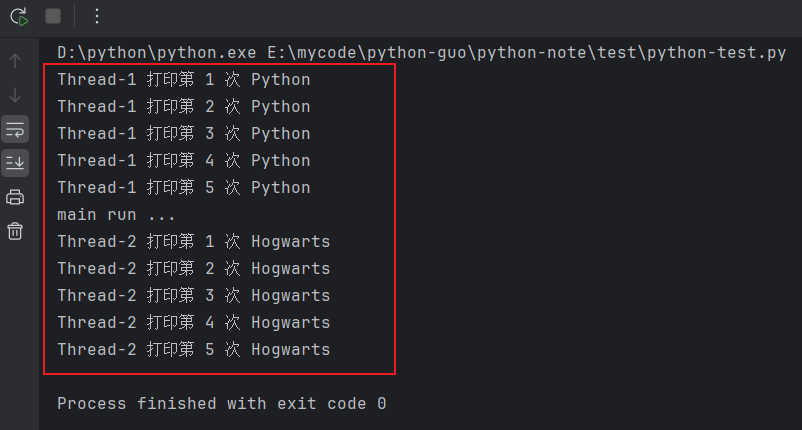 D:\python\python.exe E:\mycode\python-guo\python-note\test\python-test.py
Thread-1 打印第 1 次 Python
Thread-1 打印第 2 次 Python
Thread-1 打印第 3 次 Python
Thread-1 打印第 4 次 Python
Thread-1 打印第 5 次 Python
main run ...
Thread-2 打印第 1 次 Hogwarts
Thread-2 打印第 2 次 Hogwarts
Thread-2 打印第 3 次 Hogwarts
Thread-2 打印第 4 次 Hogwarts
Thread-2 打印第 5 次 Hogwarts
Process finished with exit code 0